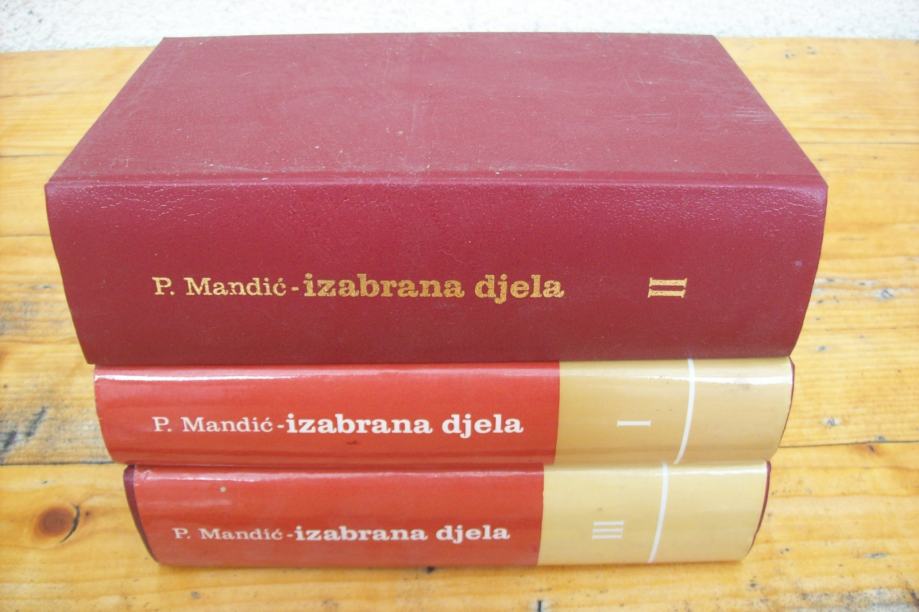 P. Mandić-izabrana djela II
P. Mandić-izabrana djela I
P. Mandić-izabrana djela III